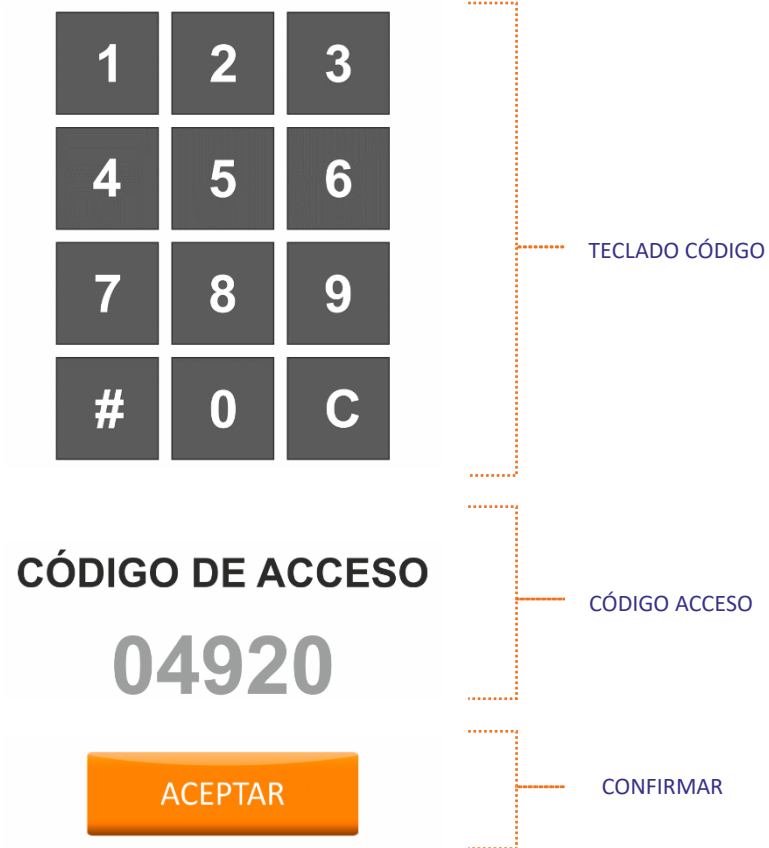 1 2 3
4 5 6
7 8 9
# 0 C
TECLADO CÓDIGO
CÓDIGO DE ACCESO
04920
CÓDIGO ACCESO
ACEPTAR
CONFIRMAR